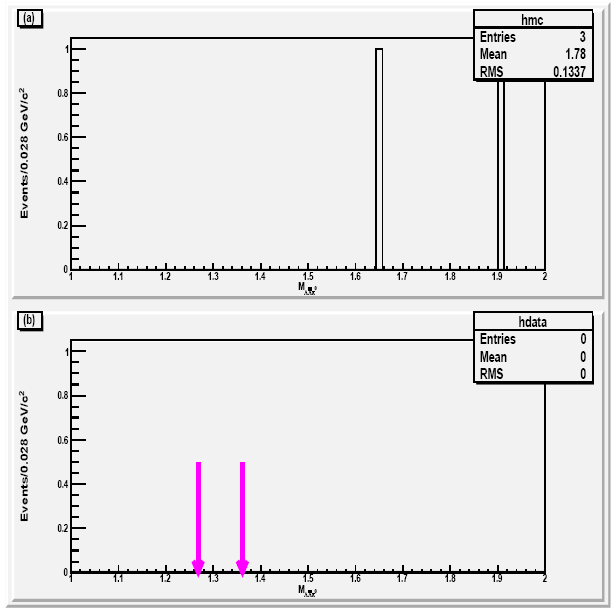 (a)
hmc
Entries 3
Mean 1.78
RMS 0.1337
Events/0.028 GeV/c²
1
0.8
0.6
0.4
0.2
0
1 1.1 1.2 1.3 1.4 1.5 1.6 1.7 1.8 1.9 2
M
(b)
hdata
Entries 0
Mean 0
RMS 0
Events/0.028 GeV/c²
1
0.8
0.6
0.4
0.2
0
1 1.1 1.2 1.3 1.4 1.5 1.6 1.7 1.8 1.9 2
M